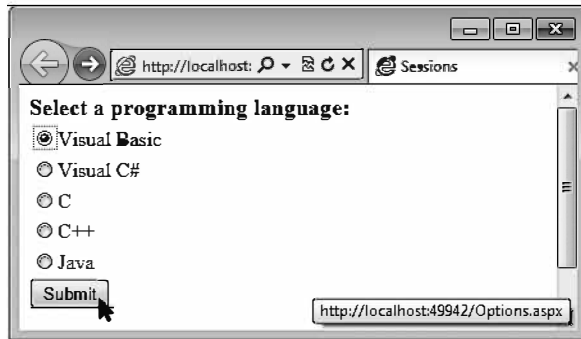 http://localhost:
Sessions
Select a programming language:
Visual Basic
Visual C#
C
C++
Java
Submit
http://localhost:49942/Options.aspx